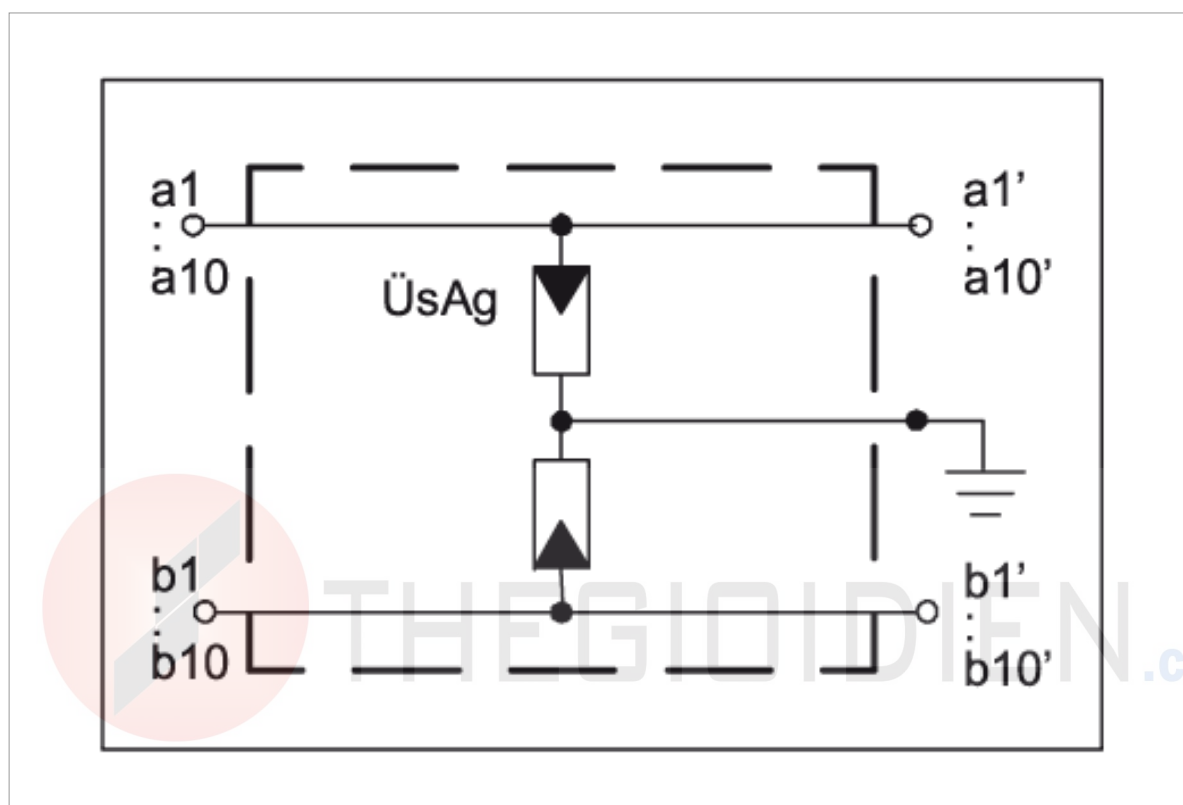 a1
:
a10
a1’
:
a10’
ÜsAg
b1
:
b10
b1’
:
b10’
THEGIOIDIEN.c